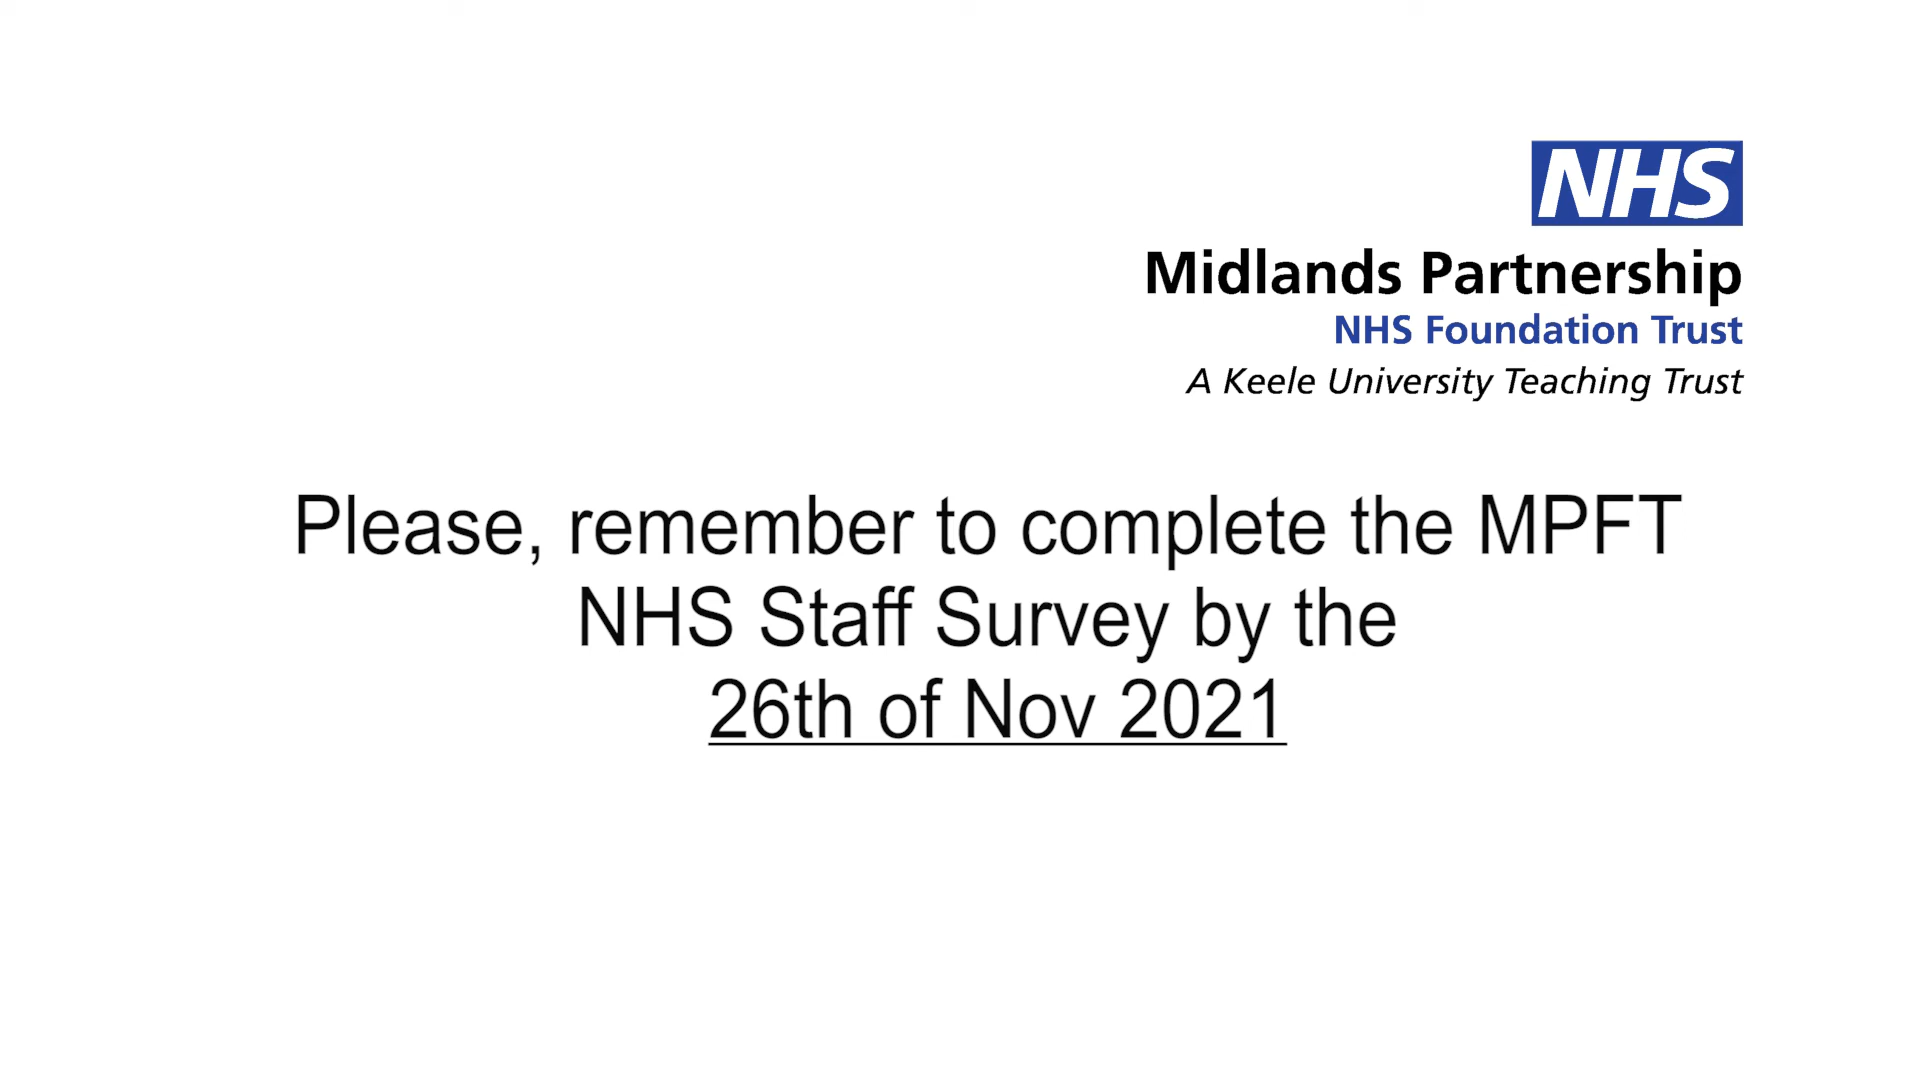 NHS
Midlands Partnership
NHS Foundation Trust
A Keele University Teaching Trust
Please, remember to complete the MPFT
NHS Staff Survey by the
26th of Nov 2021